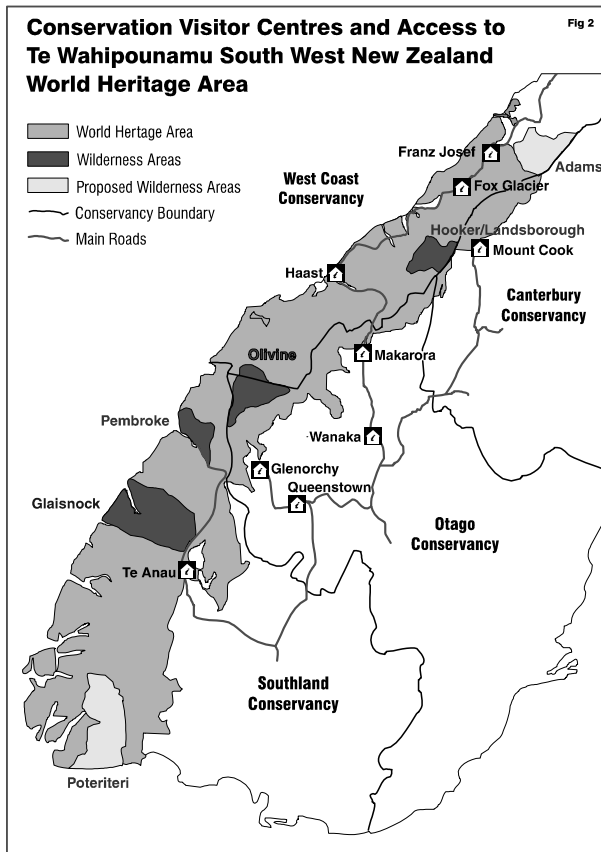 Conservation Visitor Centres and Access to
Te Wahipounamu South West New Zealand
World Heritage Area
Fig 2
World Hertage Area
Wilderness Areas
Proposed Wilderness Areas
Conservancy Boundary
Main Roads
West Coast
Conservancy
Franz Josef
Adams
Fox Glacier
Hooker/Landsborough
Mount Cook
Haast
Canterbury
Conservancy
Olivine
Makarora
Pembroke
Wanaka
Glenorchy
Queenstown
Glaisnock
Otago
Conservancy
Te Anau
Southland
Conservancy
Poteriteri